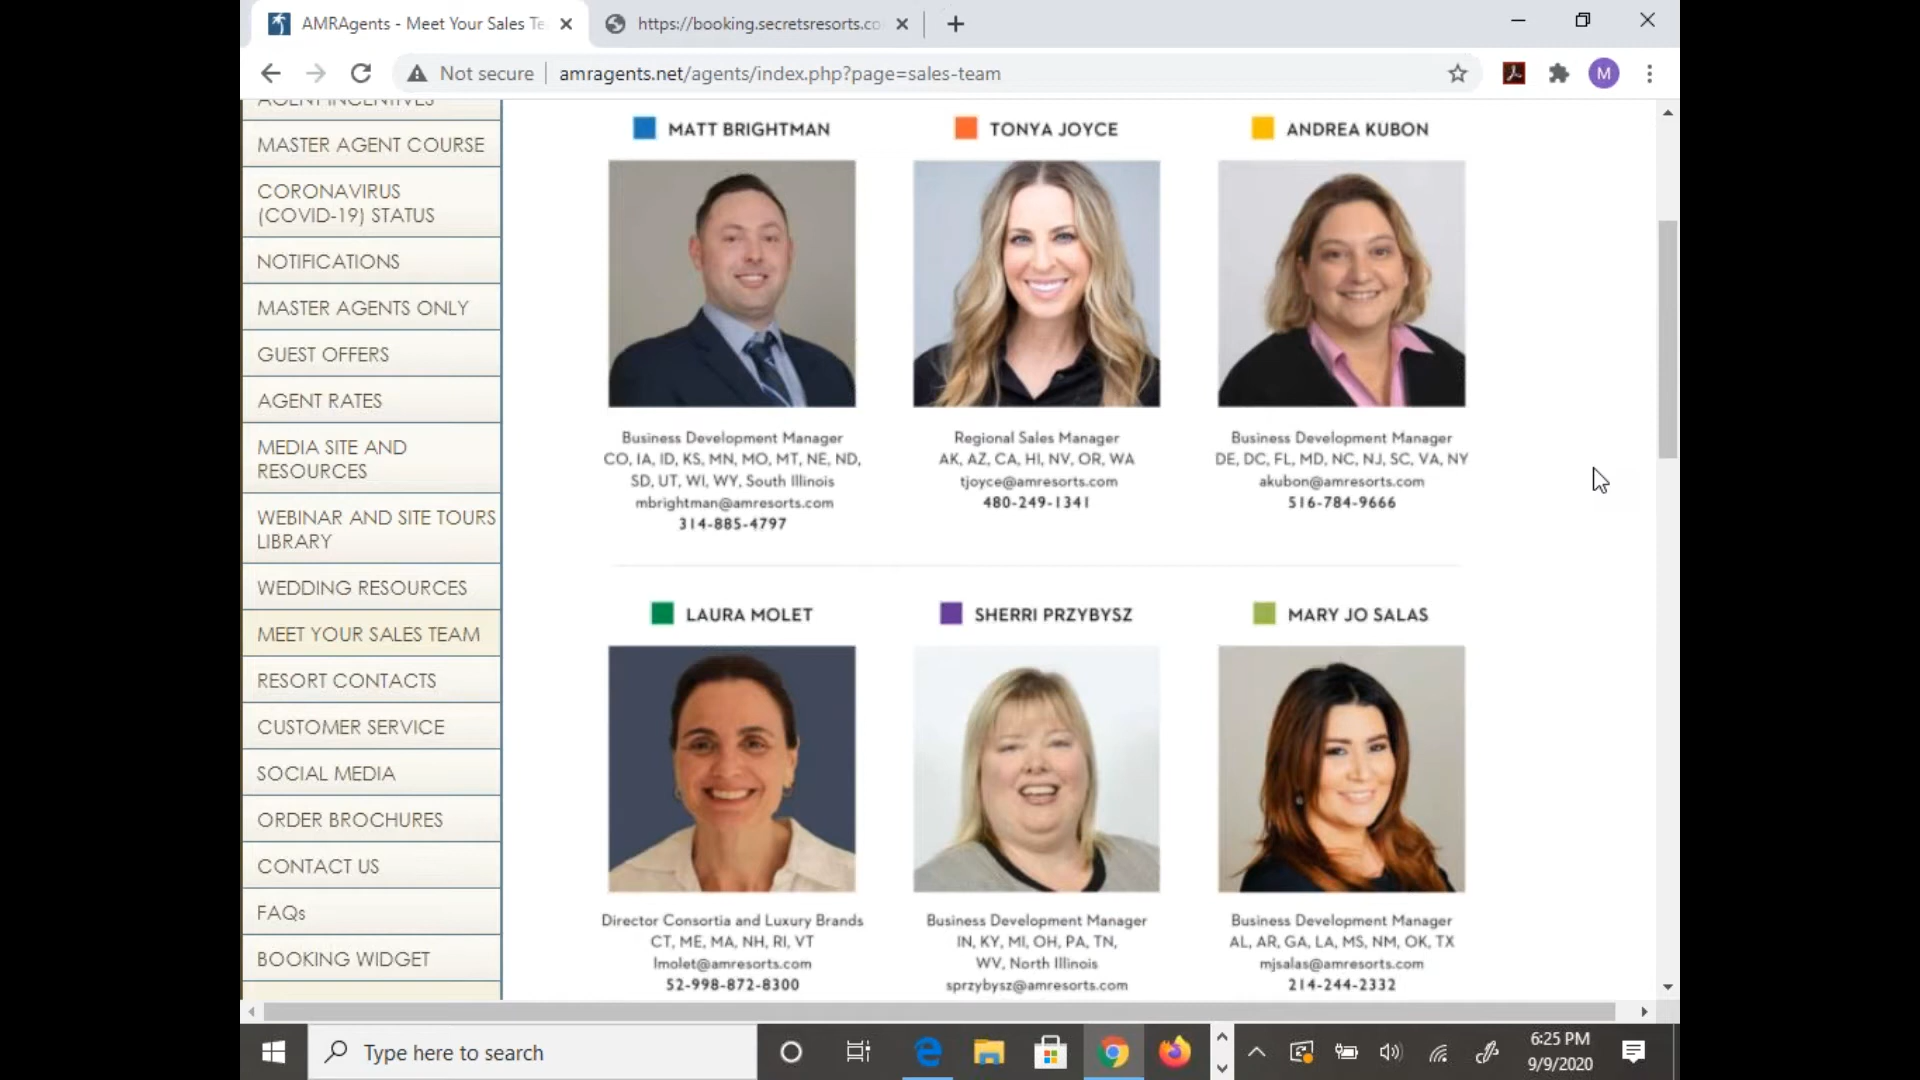 AMRAgents - Meet Your Sales Te
https://booking.secretsresorts.co
Not secure
amragents.net/agents/index.php?page=sales-team
M
AGENT INCENTIVES
MASTER AGENT COURSE
CORONAVIRUS
(COVID-19) STATUS
NOTIFICATIONS
MASTER AGENTS ONLY
GUEST OFFERS
AGENT RATES
MEDIA SITE AND
RESOURCES
WEBINAR AND SITE TOURS
LIBRARY
WEDDING RESOURCES
MEET YOUR SALES TEAM
RESORT CONTACTS
CUSTOMER SERVICE
SOCIAL MEDIA
ORDER BROCHURES
CONTACT US
FAQs
BOOKING WIDGET
MATT BRIGHTMAN
Business Development Manager
CO, IA, ID, KS, MN, MO, MT, NE, ND,
SD, UT, WI, WY, South Illinois
mbrightman@amresorts.com
314-885-4797
TONYA JOYCE
Regional Sales Manager
AK, AZ, CA, HI, NV, OR, WA
tjoyce@amresorts.com
480-249-1341
ANDREA KUBON
Business Development Manager
DE, DC, FL, MD, NC, NJ, SC, VA, NY
akubon@amresorts.com
516-784-9666
LAURA MOLET
Director Consortia and Luxury Brands
CT, ME, MA, NH, RI, VT
lmolet@amresorts.com
52-998-872-8300
SHERRI PRZYBYSZ
Business Development Manager
IN, KY, MI, OH, PA, TN,
WV, North Illinois
sprzybysz@amresorts.com
MARY JO SALAS
Business Development Manager
AL, AR, GA, LA, MS, NM, OK, TX
mjsalas@amresorts.com
214-244-2332
Type here to search
6:25 PM
9/9/2020